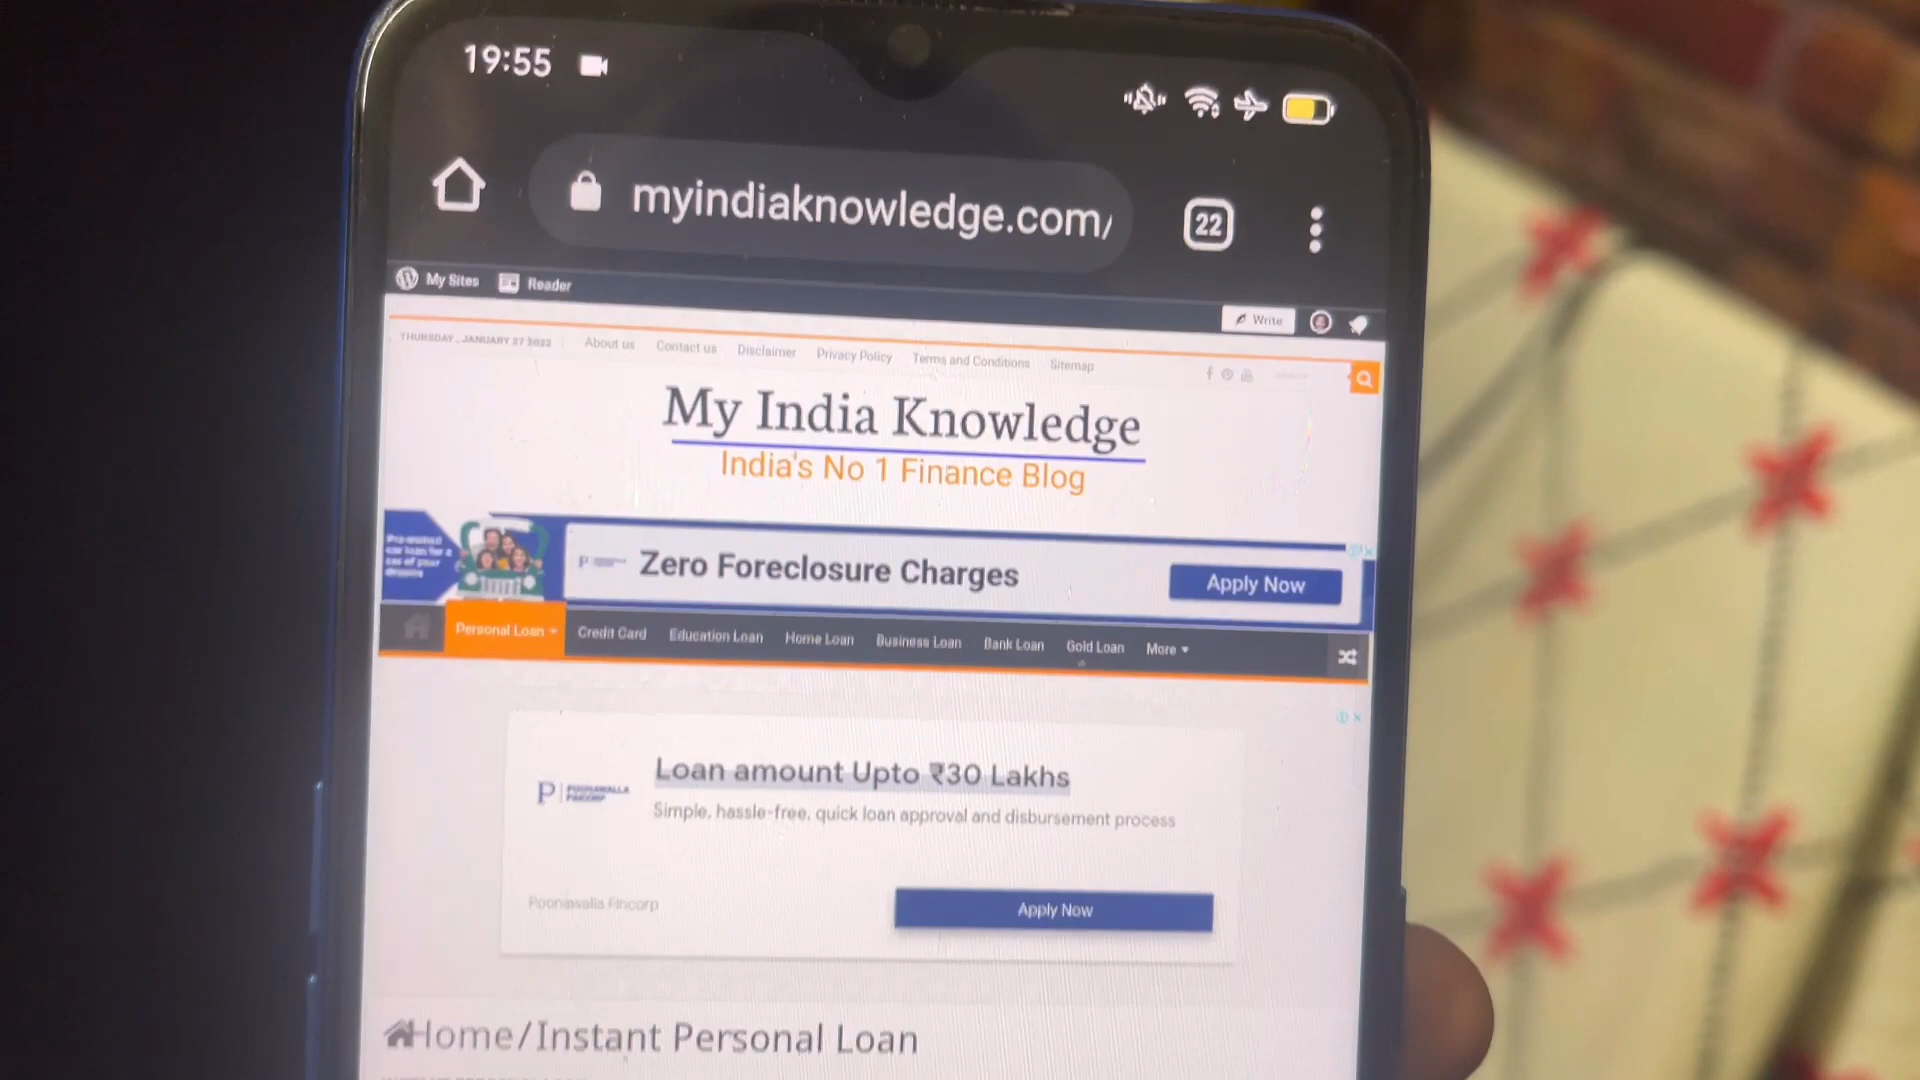 19:55
myindiaknowledge.com/
22
My Sites Reader
Write
THURSDAY , JANUARY 27 2022 About us Contact us Disclaimer Privacy Policy Terms and Conditions Sitemap
My India Knowledge
India's No 1 Finance Blog
Zero Foreclosure Charges
Apply Now
Personal Loan Credit Card Education Loan Home Loan Business Loan Bank Loan Gold Loan More
Loan amount Upto ₹30 Lakhs
P POONAWALLA FINCORP
Simple, hassle-free, quick loan approval and disbursement process
Poonawalla Fincorp
Apply Now
Home/Instant Personal Loan